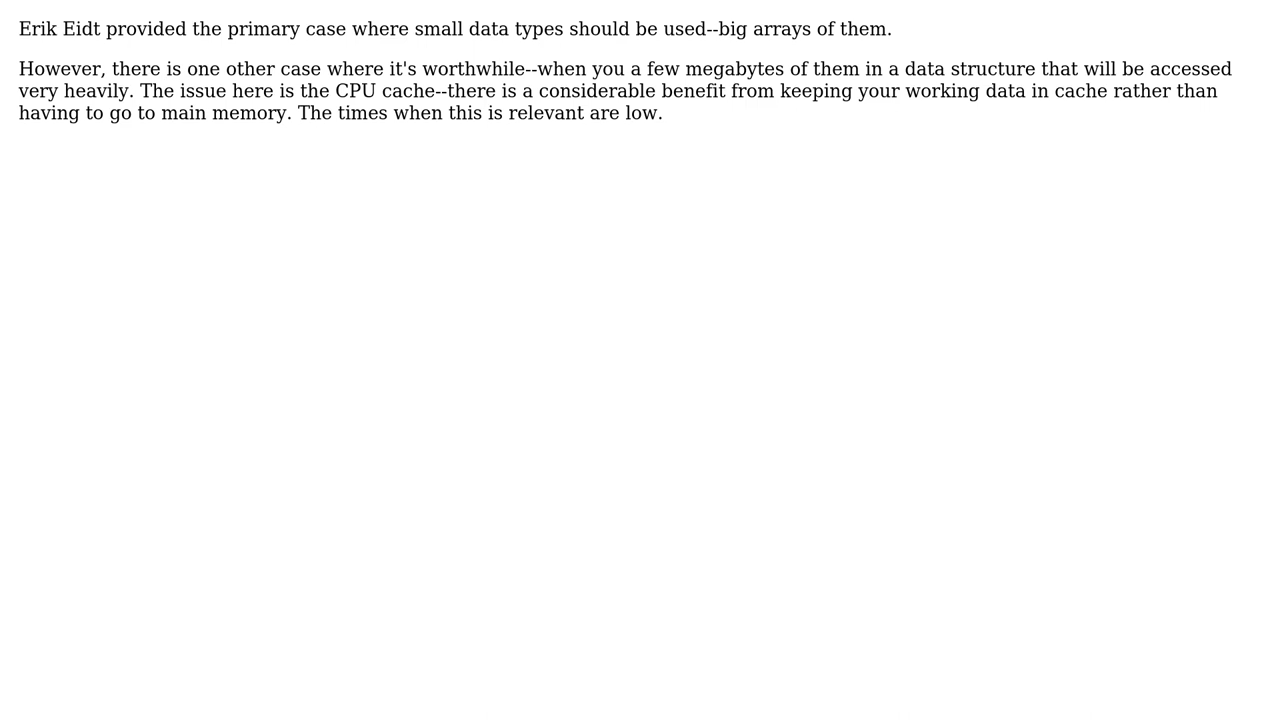 Erik Eidt provided the primary case where small data types should be used--big arrays of them.
However, there is one other case where it's worthwhile--when you a few megabytes of them in a data structure that will be accessed
very heavily. The issue here is the CPU cache--there is a considerable benefit from keeping your working data in cache rather than
having to go to main memory. The times when this is relevant are low.